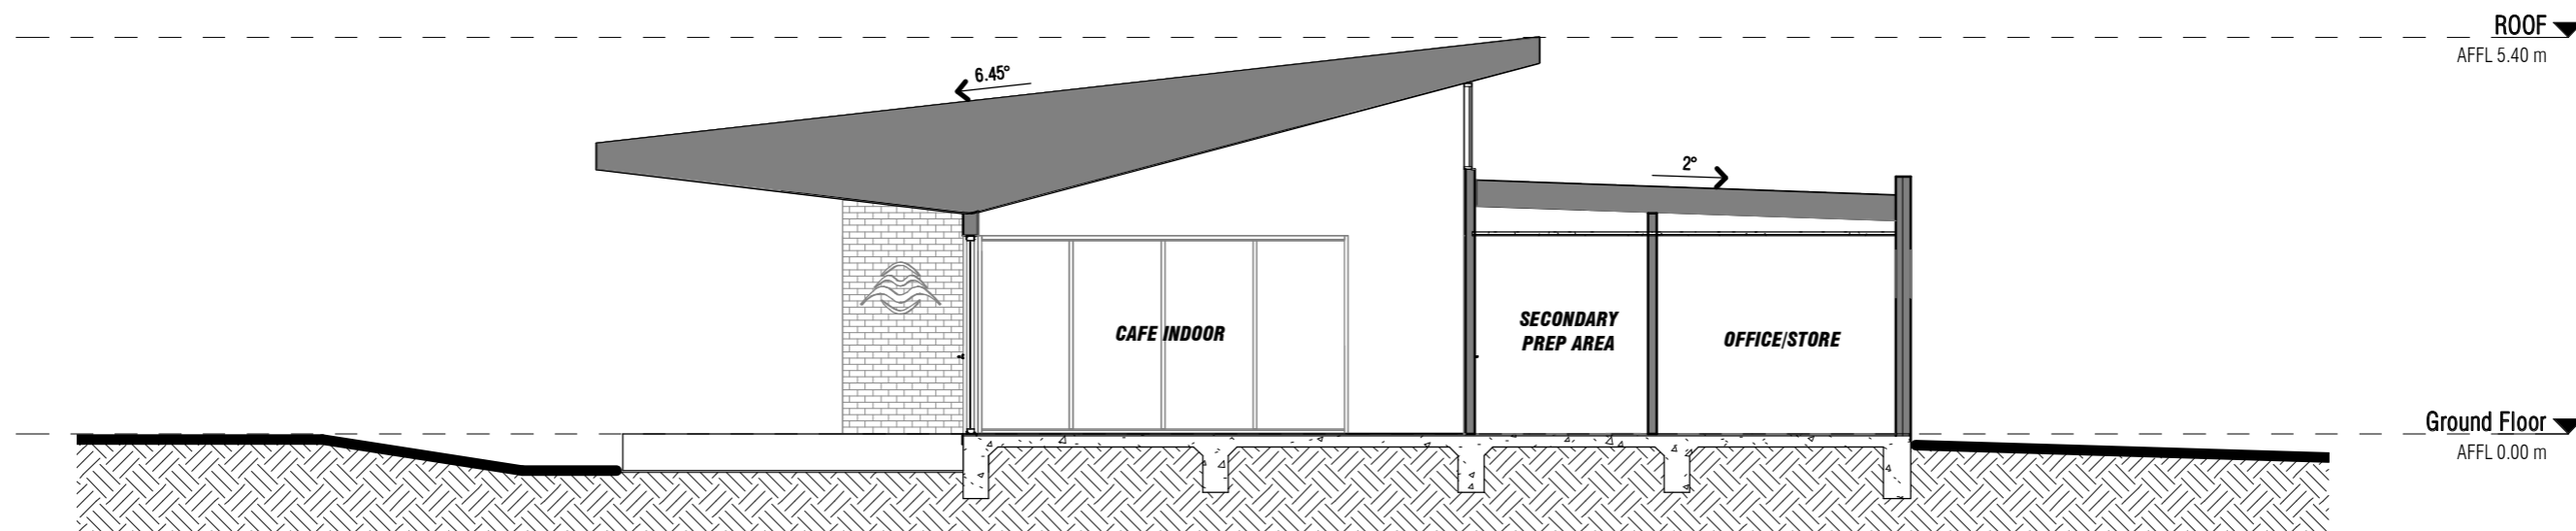 ROOF
AFFL 5.40 m
6.45°
2°
SECONDARY
PREP AREA
CAFE INDOOR
OFFICE/STORE
Ground Floor
AFFL 0.00 m